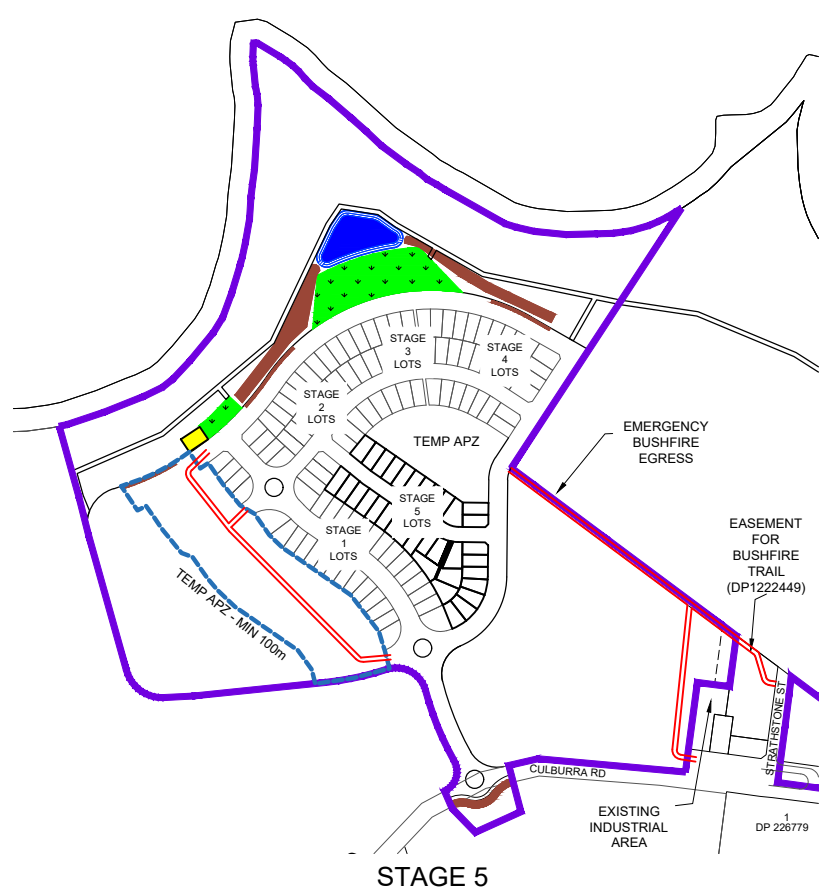 STAGE
3
LOTS
STAGE
4
LOTS
STAGE
2
LOTS
TEMP APZ
EMERGENCY
BUSHFIRE
EGRESS
STAGE
5
LOTS
STAGE
1
LOTS
EASEMENT
FOR
BUSHFIRE
TRAIL
(DP1222449)
TEMP APZ - MIN 100m
STRATHSTONE ST
CULBURRA RD
EXISTING
INDUSTRIAL
AREA
1
DP 226779
STAGE 5